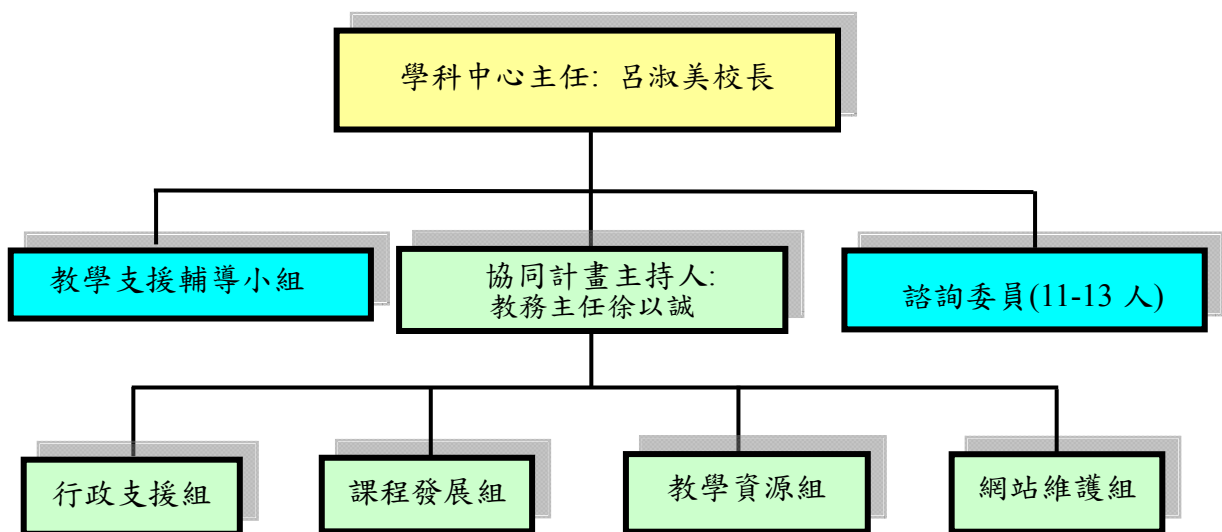 學科中心主任: 呂淑美校長
教學支援輔導小組
協同計畫主持人:
教務主任徐以誠
諮詢委員(11-13 人)
行政支援組
課程發展組
教學資源組
網站維護組